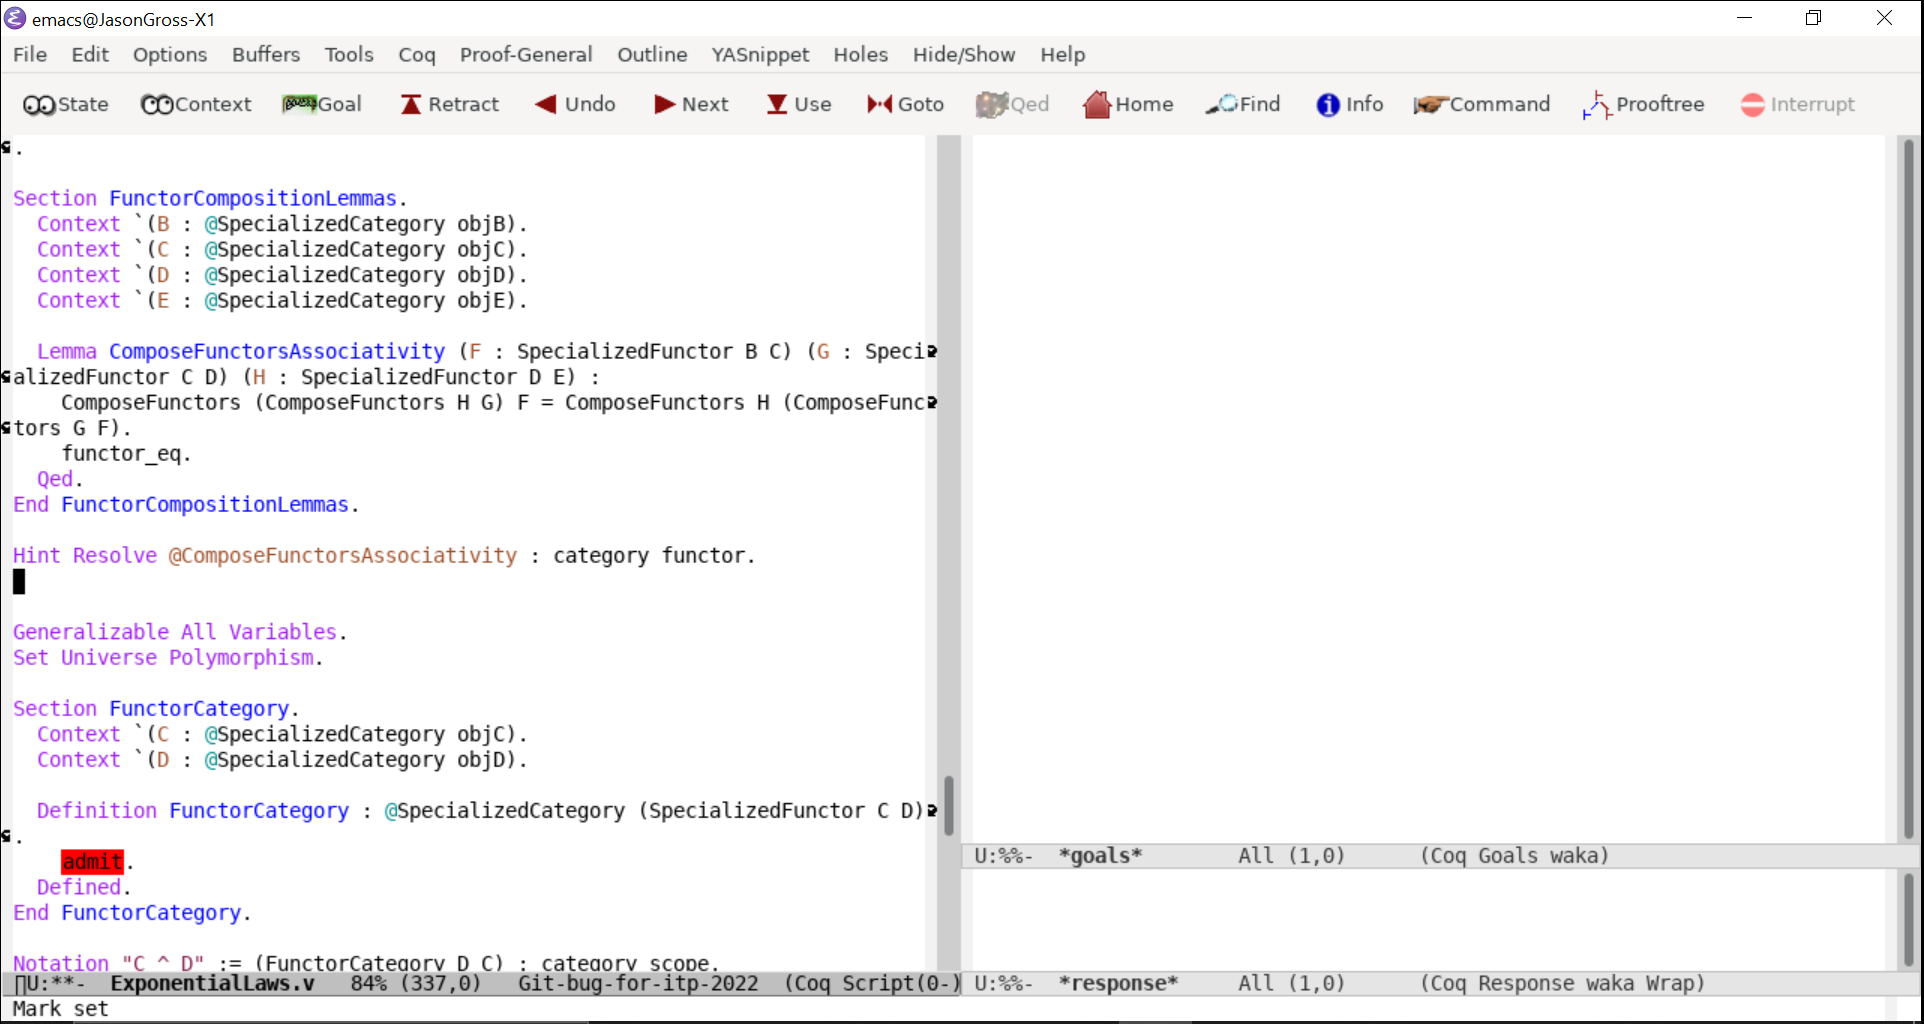 emacs@JasonGross-X1
File Edit Options Buffers Tools Coq Proof-General Outline YASnippet Holes Hide/Show Help
State Context Goal Retract Undo Next Use Goto Qed Home Find Info Command Prooftree Interrupt
.
Section FunctorCompositionLemmas.
  Context `(B : @SpecializedCategory objB).
  Context `(C : @SpecializedCategory objC).
  Context `(D : @SpecializedCategory objD).
  Context `(E : @SpecializedCategory objE).
  Lemma ComposeFunctorsAssociativity (F : SpecializedFunctor B C) (G : Speci
alizedFunctor C D) (H : SpecializedFunctor D E) :
    ComposeFunctors (ComposeFunctors H G) F = ComposeFunctors H (ComposeFunc
tors G F).
    functor_eq.
  Qed.
End FunctorCompositionLemmas.
Hint Resolve @ComposeFunctorsAssociativity : category functor.
Generalizable All Variables.
Set Universe Polymorphism.
Section FunctorCategory.
  Context `(C : @SpecializedCategory objC).
  Context `(D : @SpecializedCategory objD).
  Definition FunctorCategory : @SpecializedCategory (SpecializedFunctor C D)
.
    admit.
  Defined.
End FunctorCategory.
Notation "C ^ D" := (FunctorCategory D C) : category_scope.
U:**-  ExponentialLaws.v   84% (337,0)   Git-bug-for-itp-2022  (Coq Script(0-)
Mark set
U:%%-  *goals*        All (1,0)      (Coq Goals waka)
U:%%-  *response*     All (1,0)      (Coq Response waka Wrap)